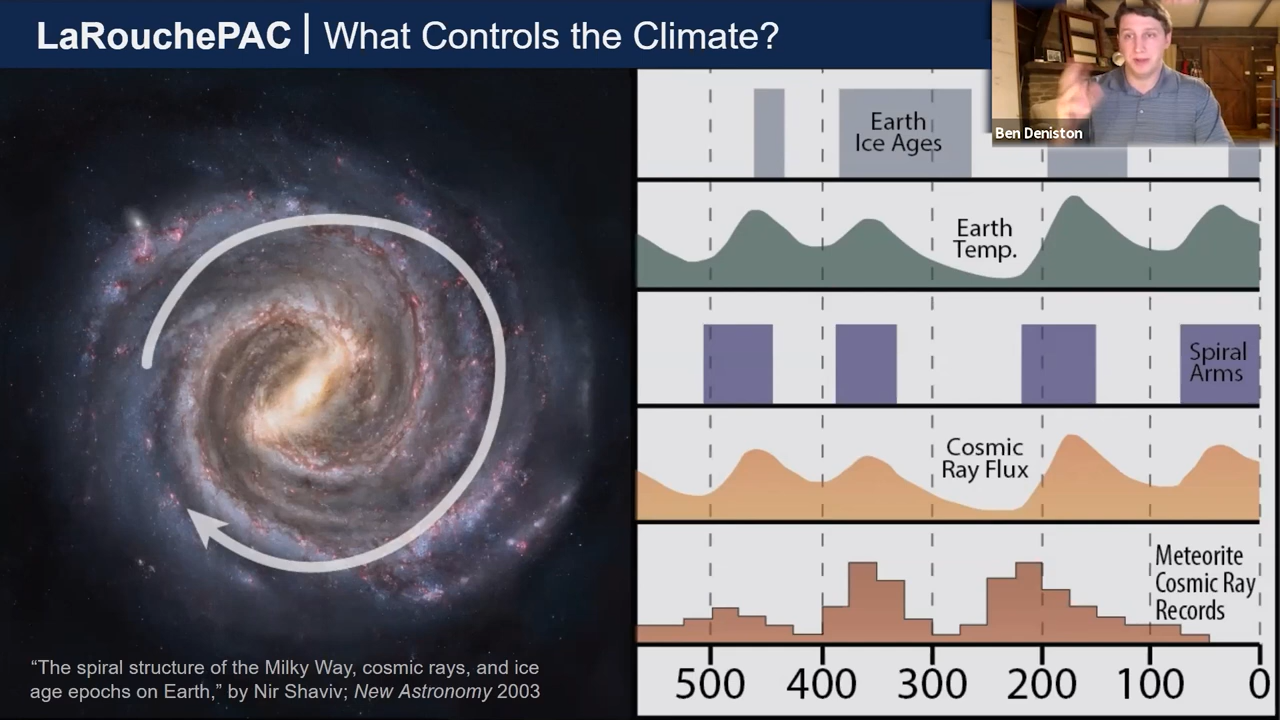 LaRouchePAC | What Controls the Climate?
Ben Deniston
Earth
Ice Ages
Earth
Temp.
Spiral
Arms
Cosmic
Ray Flux
Meteorite
Cosmic Ray
Records
500 400 300 200 100 0
“The spiral structure of the Milky Way, cosmic rays, and ice
age epochs on Earth,” by Nir Shaviv; New Astronomy 2003